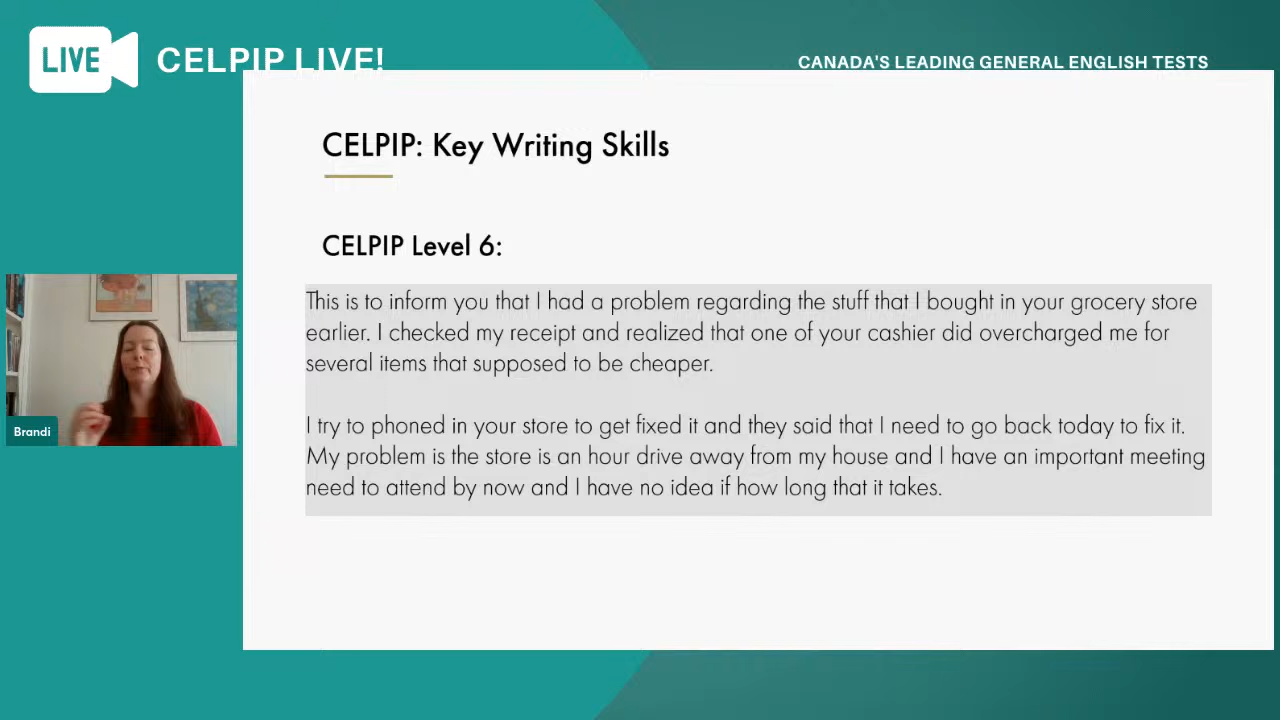 LIVE
CELPIP LIVE!
CANADA'S LEADING GENERAL ENGLISH TESTS
CELPIP: Key Writing Skills
CELPIP Level 6:
This is to inform you that I had a problem regarding the stuff that I bought in your grocery store
earlier. I checked my receipt and realized that one of your cashier did overcharged me for
several items that supposed to be cheaper.
I try to phoned in your store to get fixed it and they said that I need to go back today to fix it.
My problem is the store is an hour drive away from my house and I have an important meeting
need to attend by now and I have no idea if how long that it takes.
Brandi